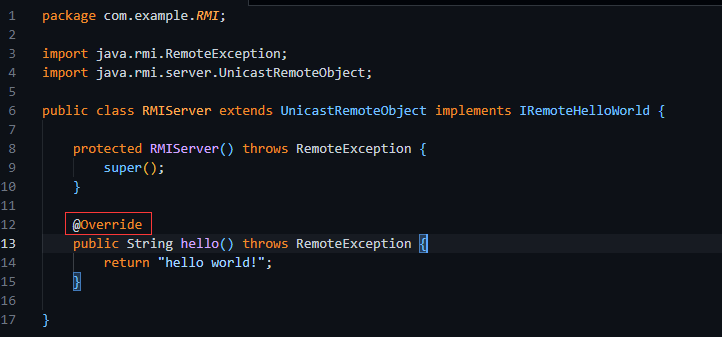 1 package com.example.RMI;
2
3 import java.rmi.RemoteException;
4 import java.rmi.server.UnicastRemoteObject;
5
6 public class RMIServer extends UnicastRemoteObject implements IRemoteHelloWorld {
7
8 protected RMIServer() throws RemoteException {
9 super();
10 }
11
12 @Override
13 public String hello() throws RemoteException {
14 return "hello world!";
15 }
16
17 }